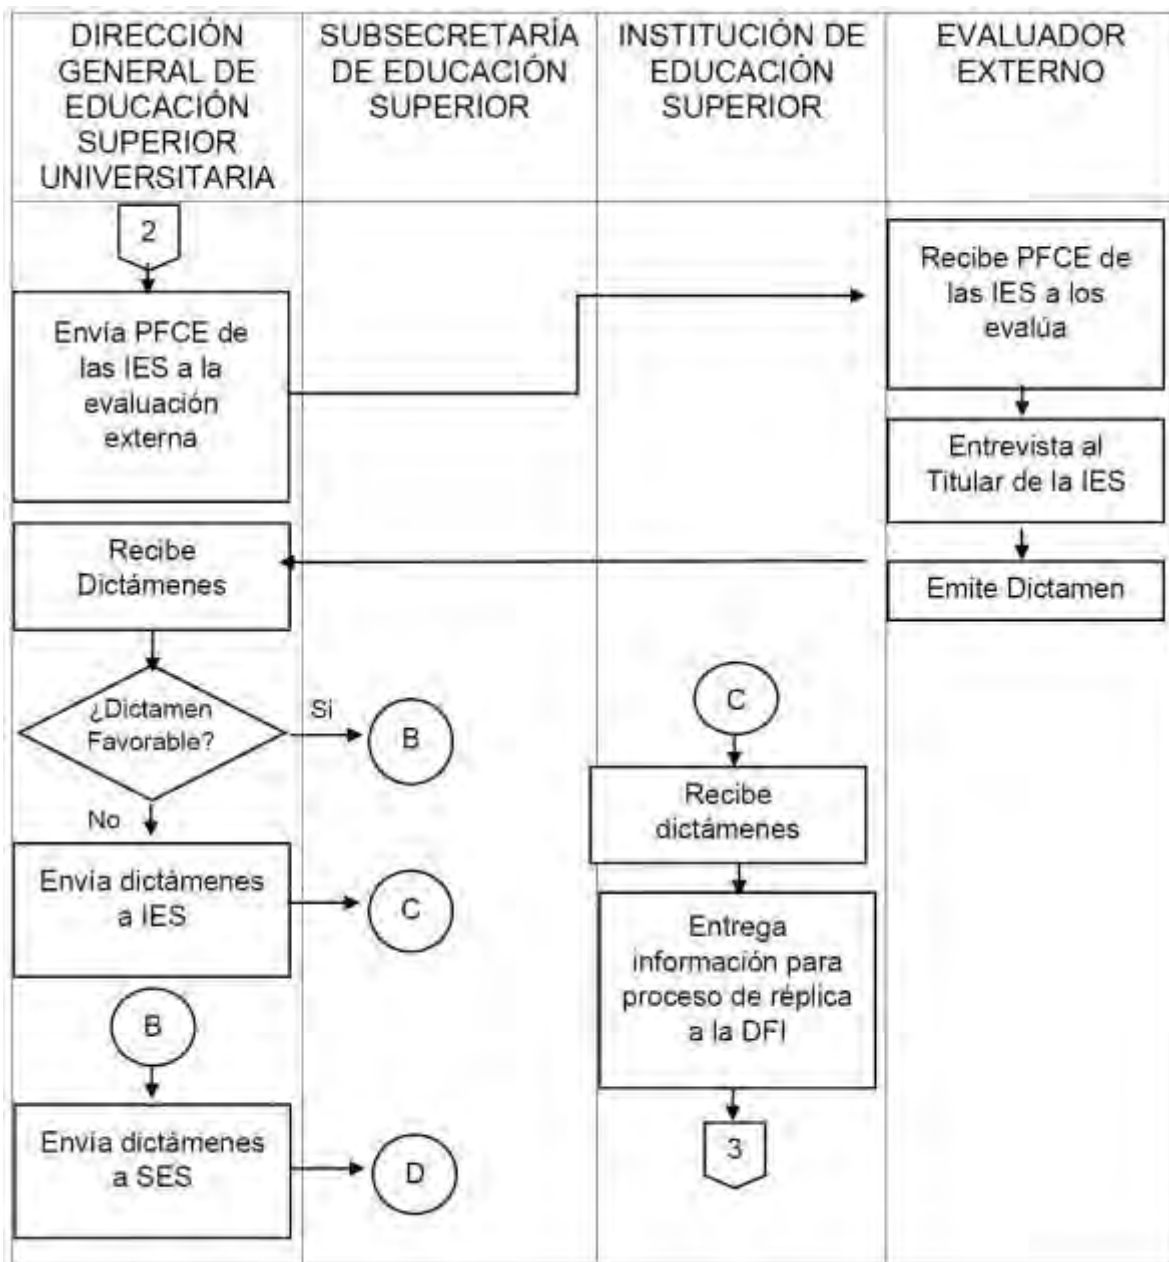 DIRECCIÓN
GENERAL DE
EDUCACIÓN
SUPERIOR
UNIVERSITARIA
SUBSECRETARÍA
DE EDUCACIÓN
SUPERIOR
INSTITUCIÓN DE
EDUCACIÓN
SUPERIOR
EVALUADOR
EXTERNO
2
Envía PFCE de
las IES a la
evaluación
externa
Recibe PFCE de
las IES a los
evalúa
Entrevista al
Titular de la IES
Emite Dictamen
Recibe
Dictámenes
¿Dictamen
Favorable?
Si
B
No
Envía dictámenes
a IES
C
B
Envía dictámenes
a SES
D
C
Recibe
dictámenes
Entrega
información para
proceso de réplica
a la DFI
3